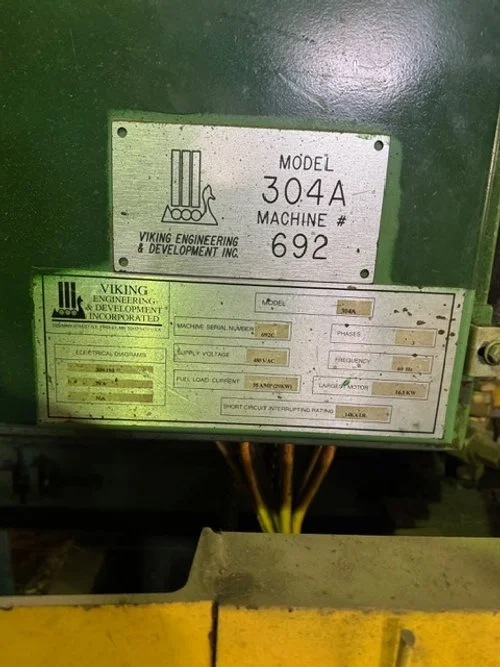 MODEL
304A
MACHINE #
692
VIKING ENGINEERING
& DEVELOPMENT INC.
VIKING
ENGINEERING
& DEVELOPMENT
INCORPORATED
MODEL
304A
MACHINE SERIAL NUMBER
PHASES
3
SUPPLY VOLTAGE
480 VAC
FREQUENCY
60 Hz
FULL LOAD CURRENT
LARGEST MOTOR
SHORT CIRCUIT INTERRUPTING RATING
ELECTRICAL DIAGRAMS
N/A
N/A